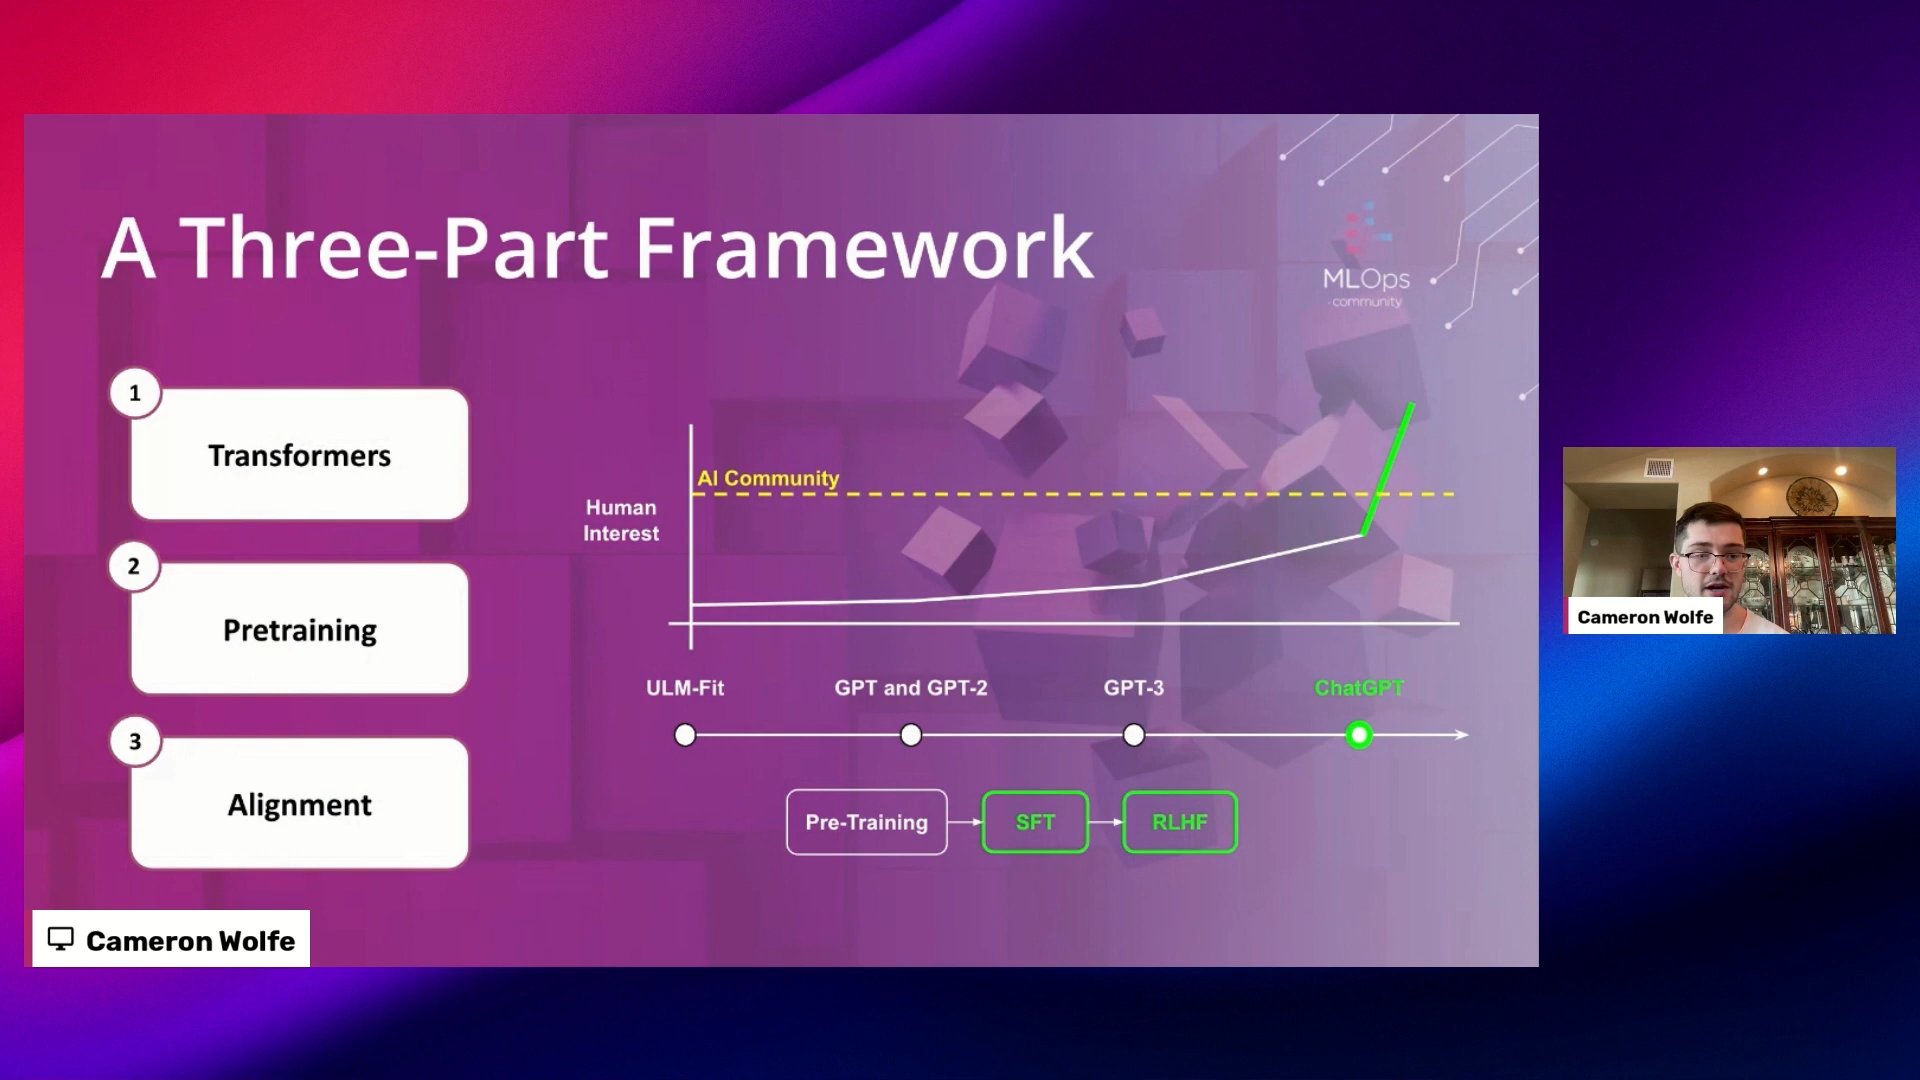 A Three-Part Framework
MLOps
community
1
Transformers
2
Pretraining
3
Alignment
AI Community
Human
Interest
ULM-Fit
GPT and GPT-2
GPT-3
ChatGPT
Pre-Training
SFT
RLHF
Cameron Wolfe
Cameron Wolfe